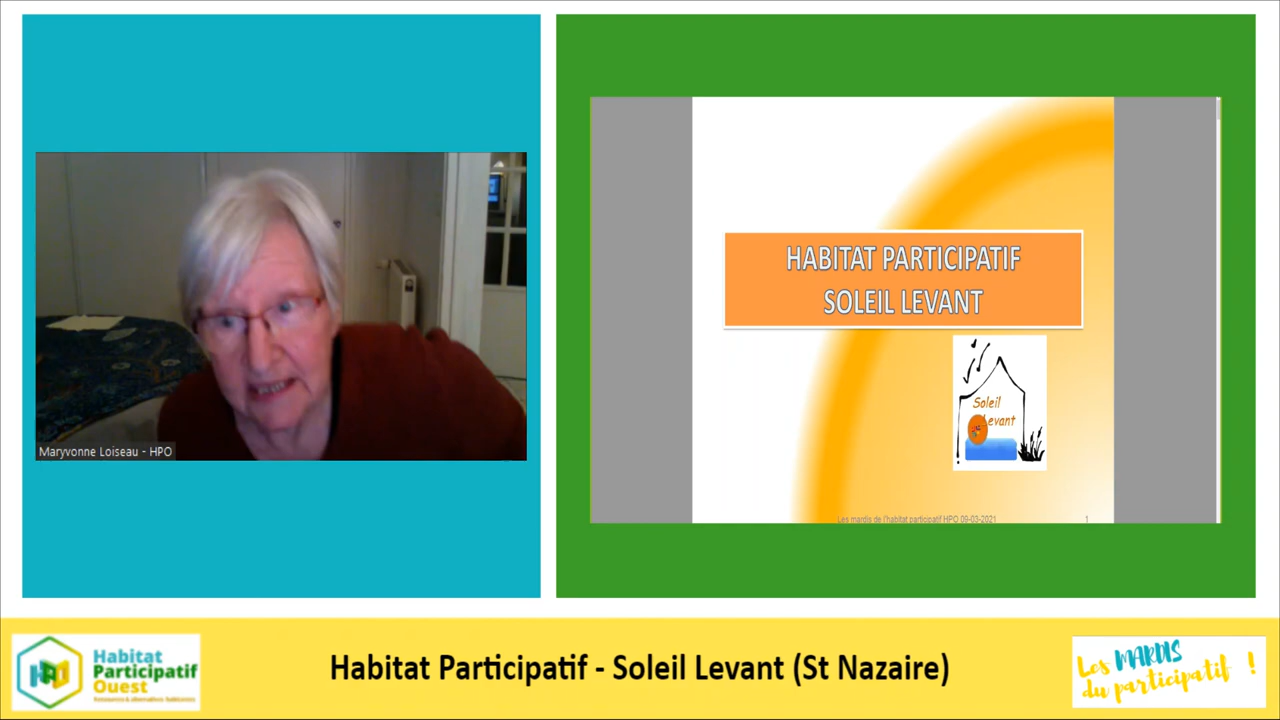 HABITAT PARTICIPATIF
SOLEIL LEVANT
Soleil
Levant
Les mardis de l'habitat participatif HPO 09-03-2021
1
Maryvonne Loiseau - HPO
Habitat
Participatif
Ouest
Habitat Participatif - Soleil Levant (St Nazaire)
Les MARDIS
du participatif !